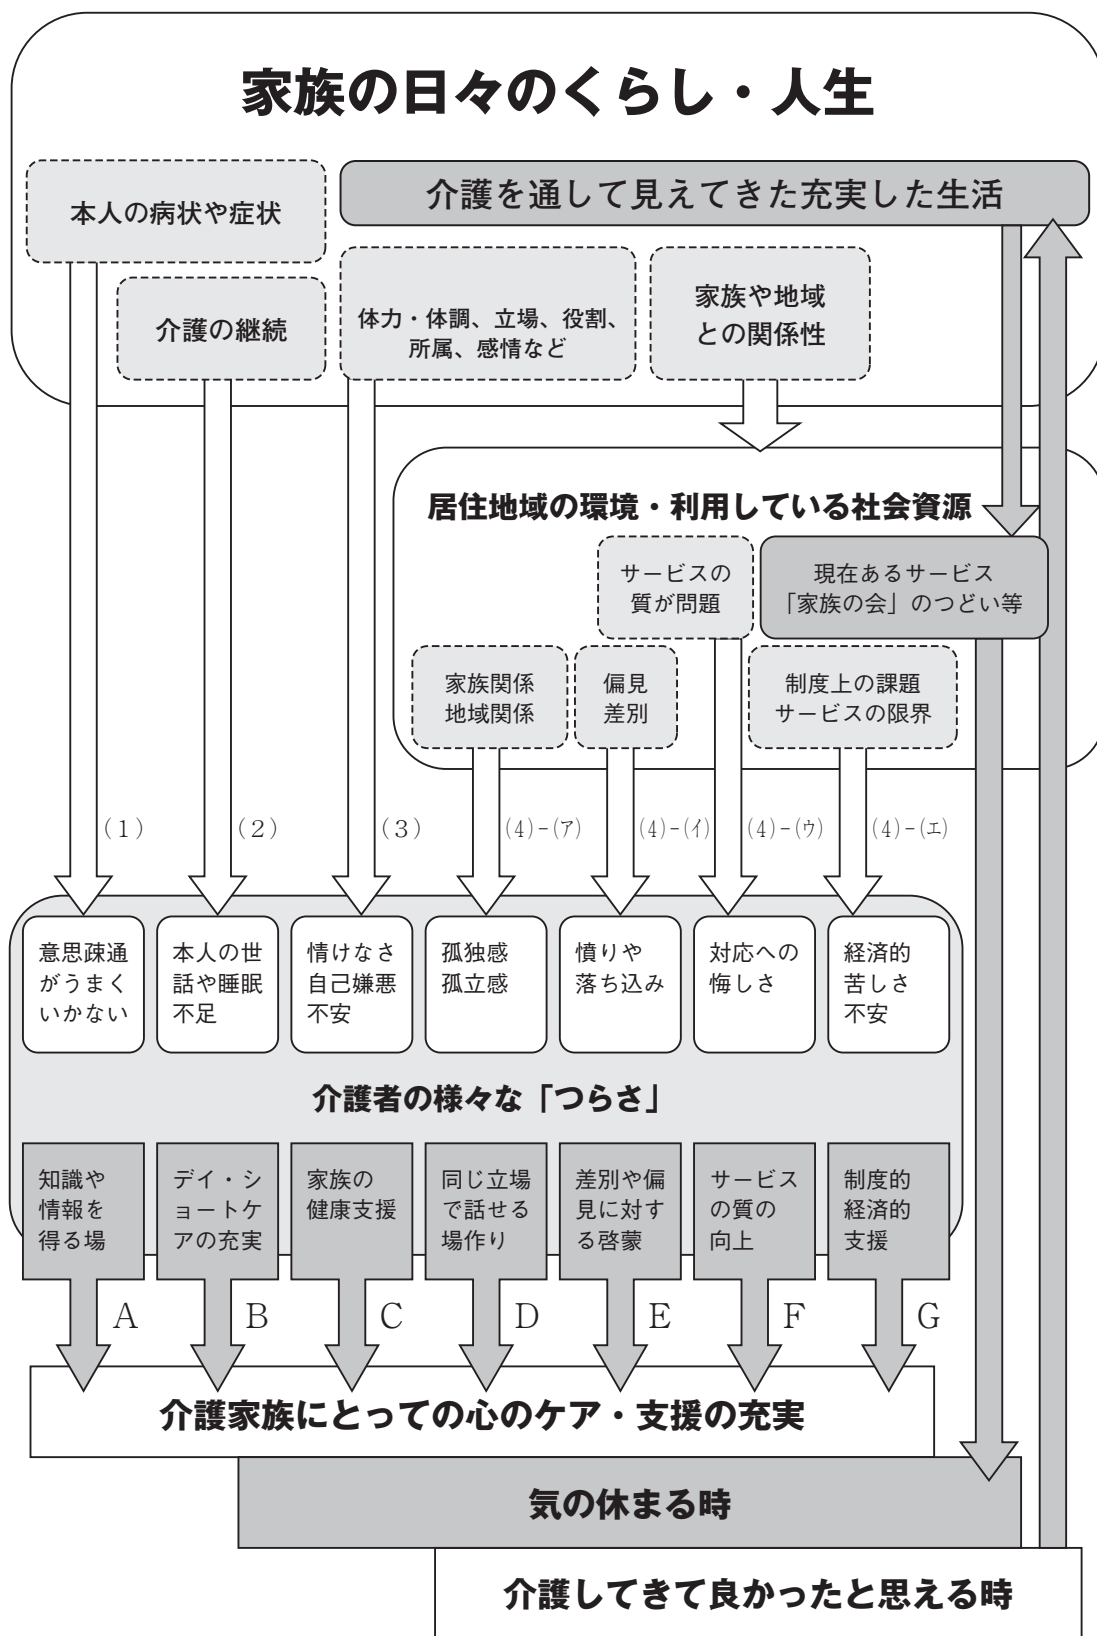 家族の日々のくらし・人生
本人の病状や症状
介護を通して見えてきた充実した生活
介護の継続
体力・体調、立場、役割、
所属、感情など
家族や地域
との関係性
居住地域の環境・利用している社会資源
サービスの
質が問題
現在あるサービス
「家族の会」のつどい等
家族関係
地域関係
偏見
差別
制度上の課題
サービスの限界
(1)
(2)
(3)
(4)−(ア)
(4)−(イ)
(4)−(ウ)
(4)−(エ)
意思疎通
がうまく
いかない
本人の世
話や睡眠
不足
情けなさ
自己嫌悪
不安
孤独感
孤立感
憤りや
落ち込み
対応への
悔しさ
経済的
苦しさ
不安
介護者の様々な「つらさ」
知識や
情報を
得る場
デイ・シ
ョートケ
アの充実
家族の
健康支援
同じ立場
で話せる
場作り
差別や偏
見に対す
る啓蒙
サービス
の質の
向上
制度的
経済的
支援
A
B
C
D
E
F
G
介護家族にとっての心のケア・支援の充実
気の休まる時
介護してきて良かったと思える時